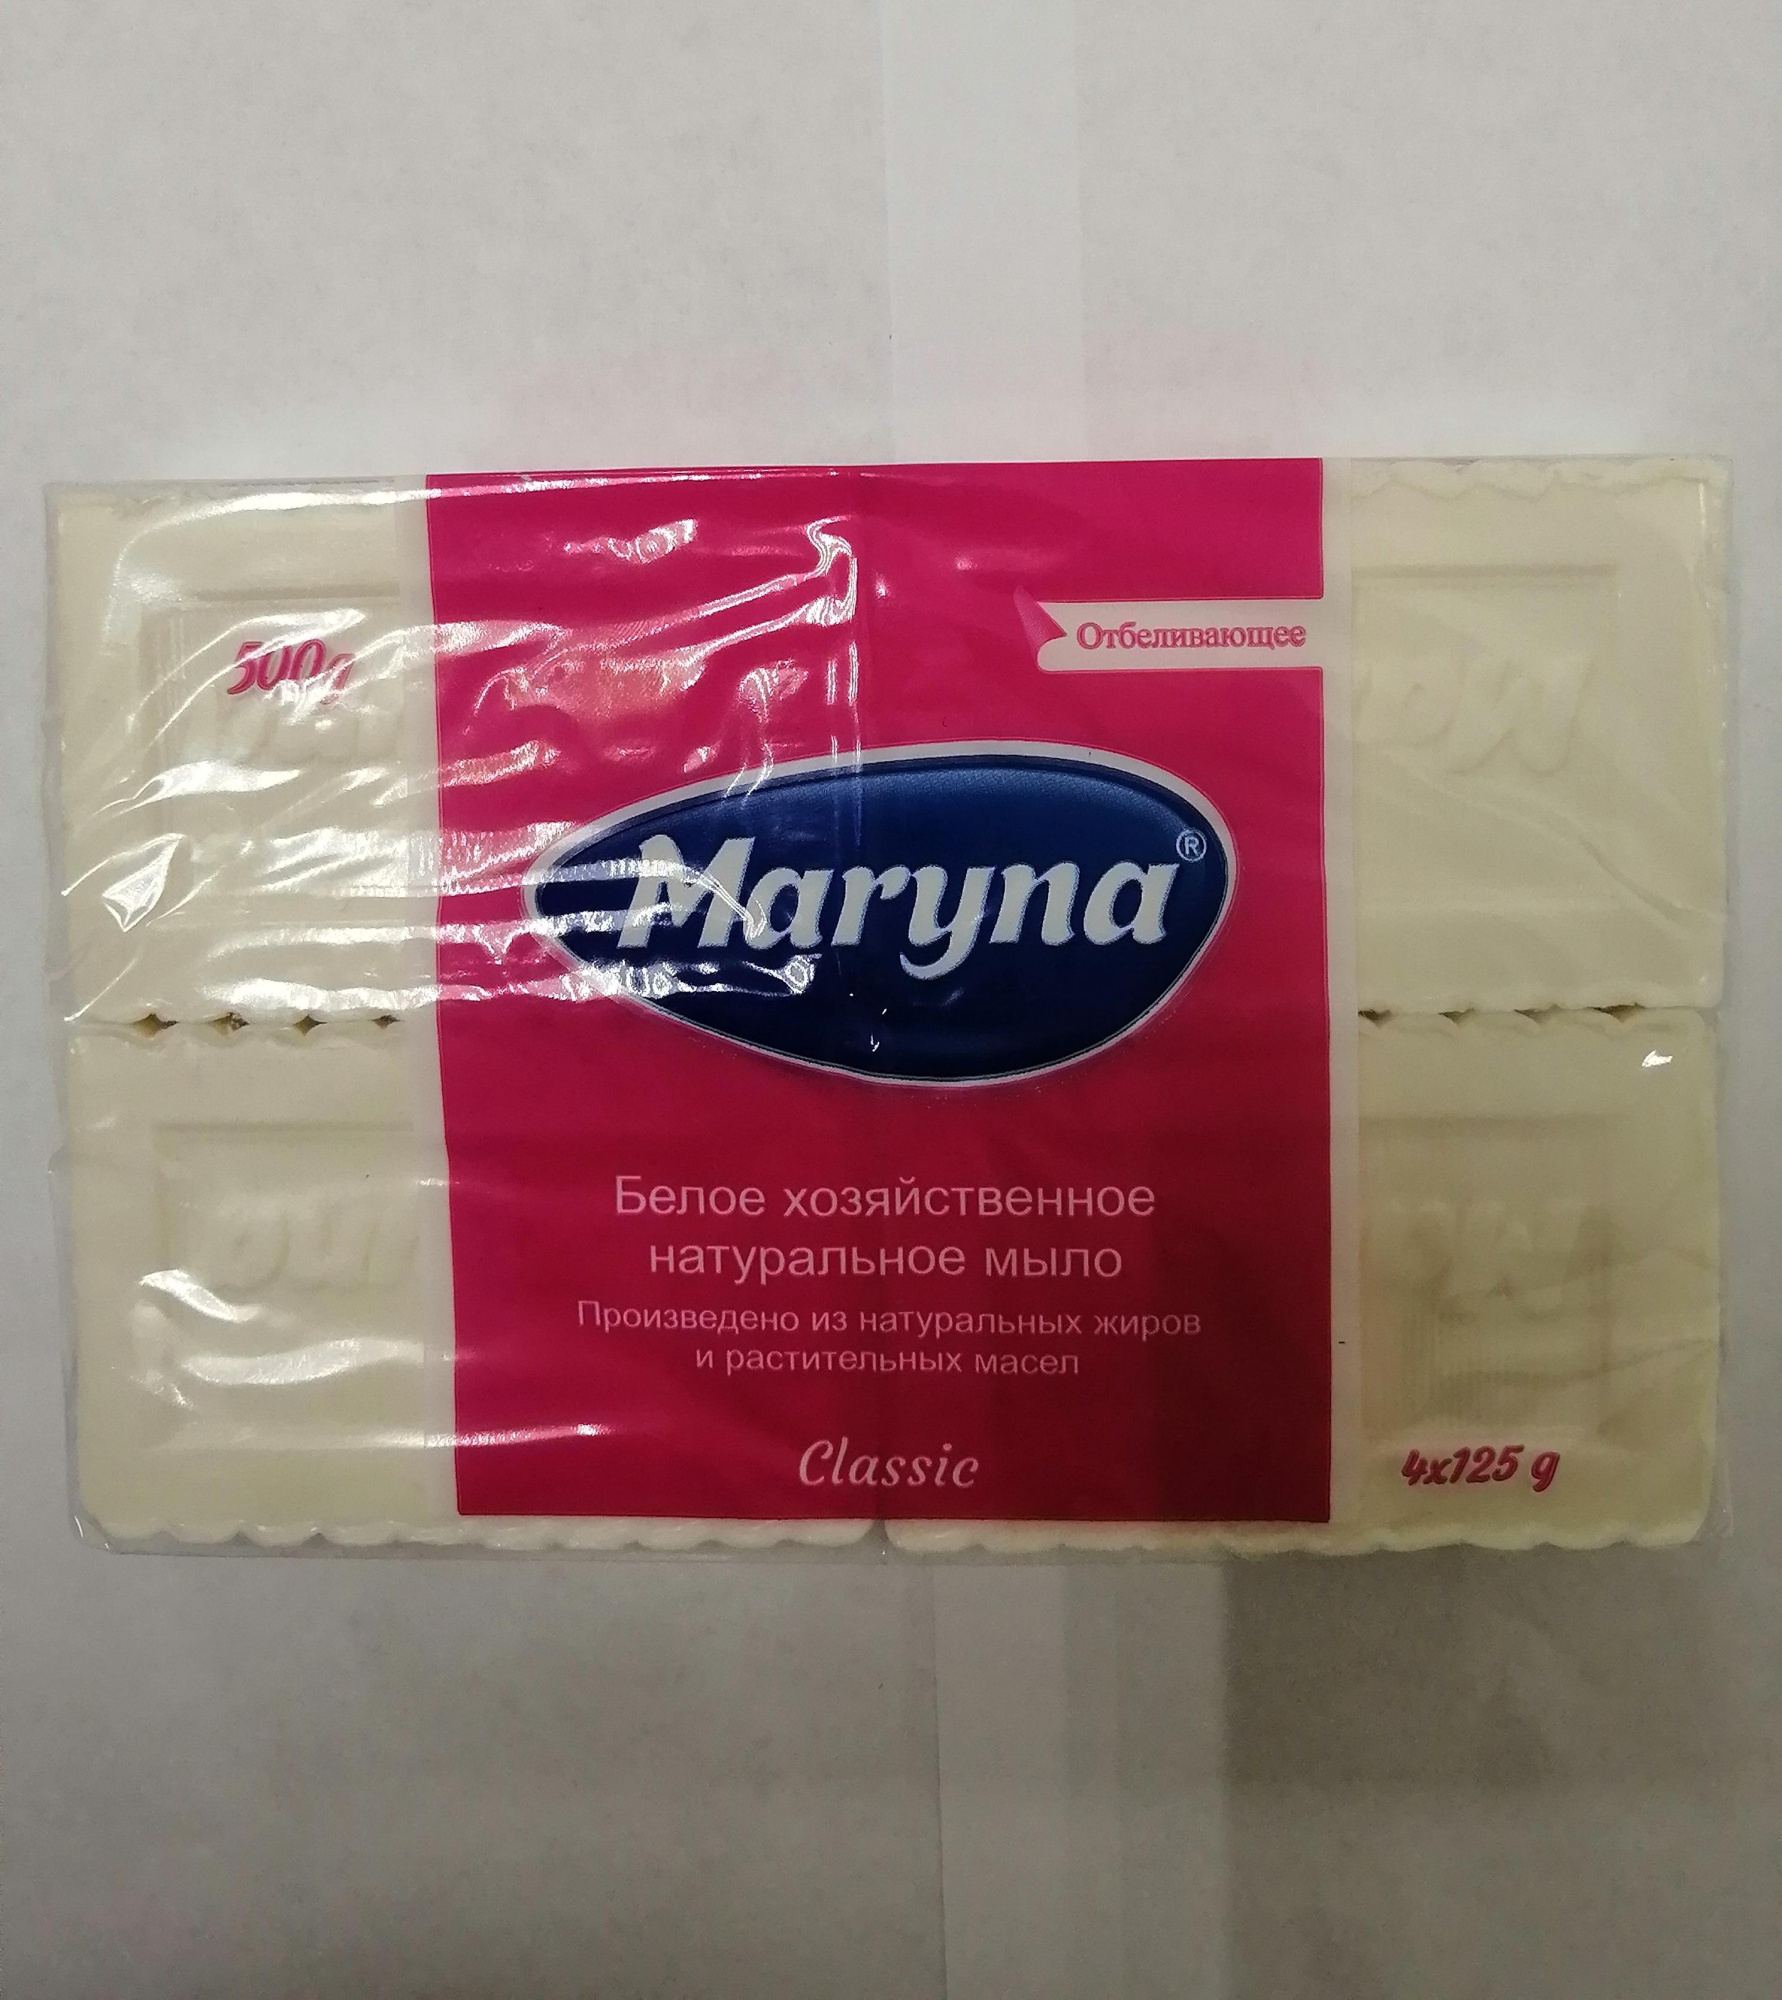 500g
Отбеливающее
Maryna®
Белое хозяйственное
натуральное мыло
Произведено из натуральных жиров
и растительных масел
Classic
4x125 g